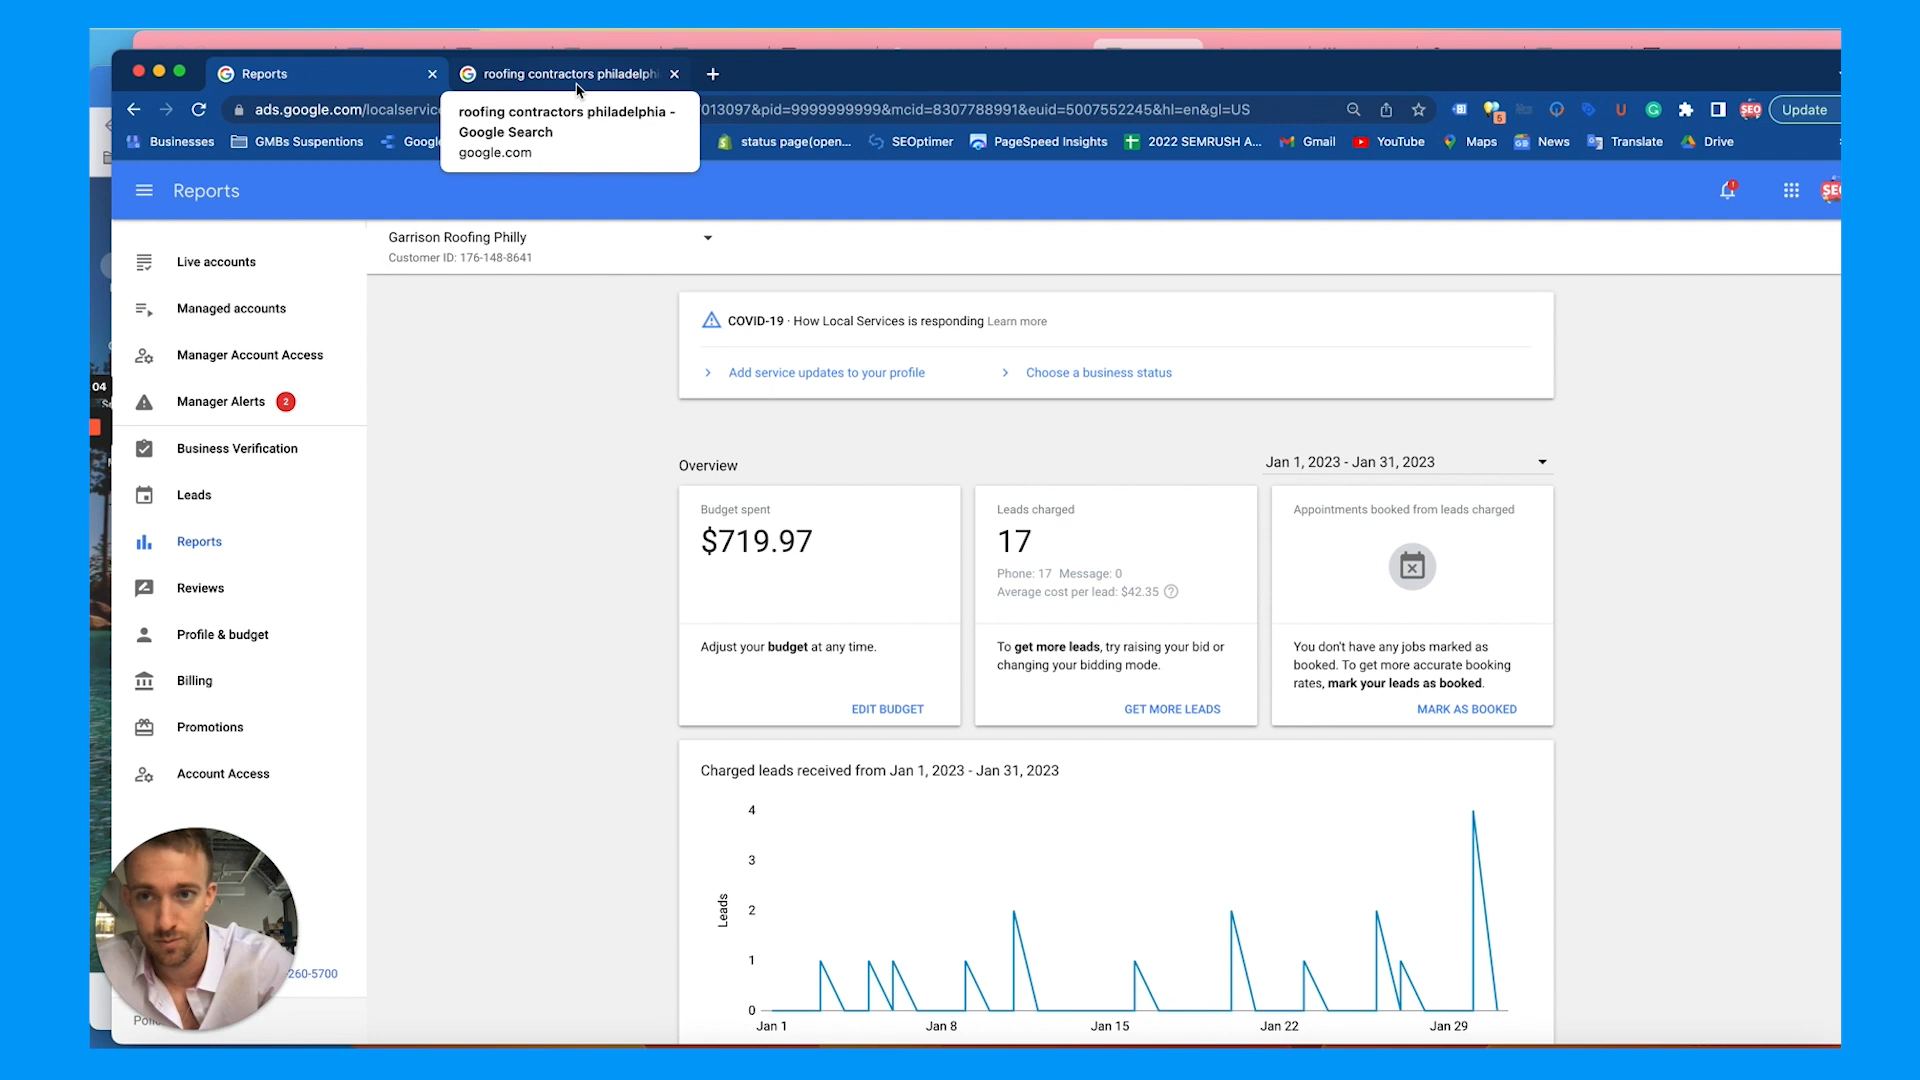 Reports
roofing contractors philadelphi
ads.google.com/localservic
013097&pid=9999999999&mcid=8307788991&euid=5007552245&hl=en&gl=US
5
SEO
Update
roofing contractors philadelphia -
Google Search
google.com
Businesses
GMBs Suspentions
Googl
status page(open...
SEOptimer
PageSpeed Insights
2022 SEMRUSH A...
Gmail
YouTube
Maps
News
Translate
Drive
Reports
SEO
Garrison Roofing Philly
Customer ID: 176-148-8641
Live accounts
Managed accounts
Manager Account Access
Manager Alerts 2
Business Verification
Leads
Reports
Reviews
Profile & budget
Billing
Promotions
Account Access
260-5700
04
COVID-19 · How Local Services is responding Learn more
Add service updates to your profile
Choose a business status
Overview
Jan 1, 2023 - Jan 31, 2023
Budget spent
$719.97
Adjust your budget at any time.
EDIT BUDGET
Leads charged
17
Phone: 17 Message: 0
Average cost per lead: $42.35
To get more leads, try raising your bid or
changing your bidding mode.
GET MORE LEADS
Appointments booked from leads charged
You don't have any jobs marked as
booked. To get more accurate booking
rates, mark your leads as booked.
MARK AS BOOKED
Charged leads received from Jan 1, 2023 - Jan 31, 2023
4
3
2
1
0
Leads
Jan 1
Jan 8
Jan 15
Jan 22
Jan 29